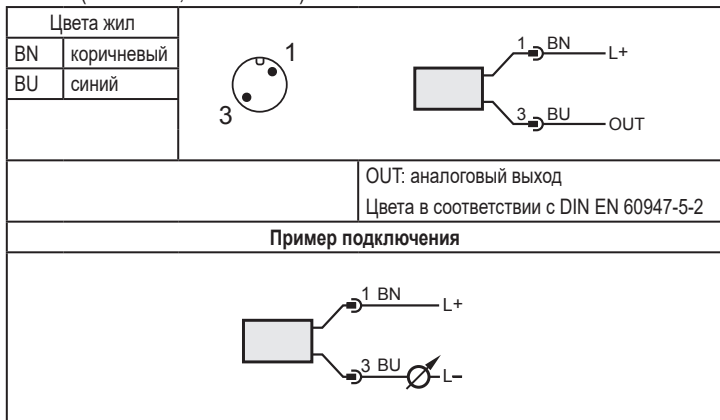 Цвета жил
BN коричневый
BU синий
1
3
1 BN L+
3 BU OUT
OUT: аналоговый выход
Цвета в соответствии с DIN EN 60947-5-2
Пример подключения
1 BN L+
3 BU L–